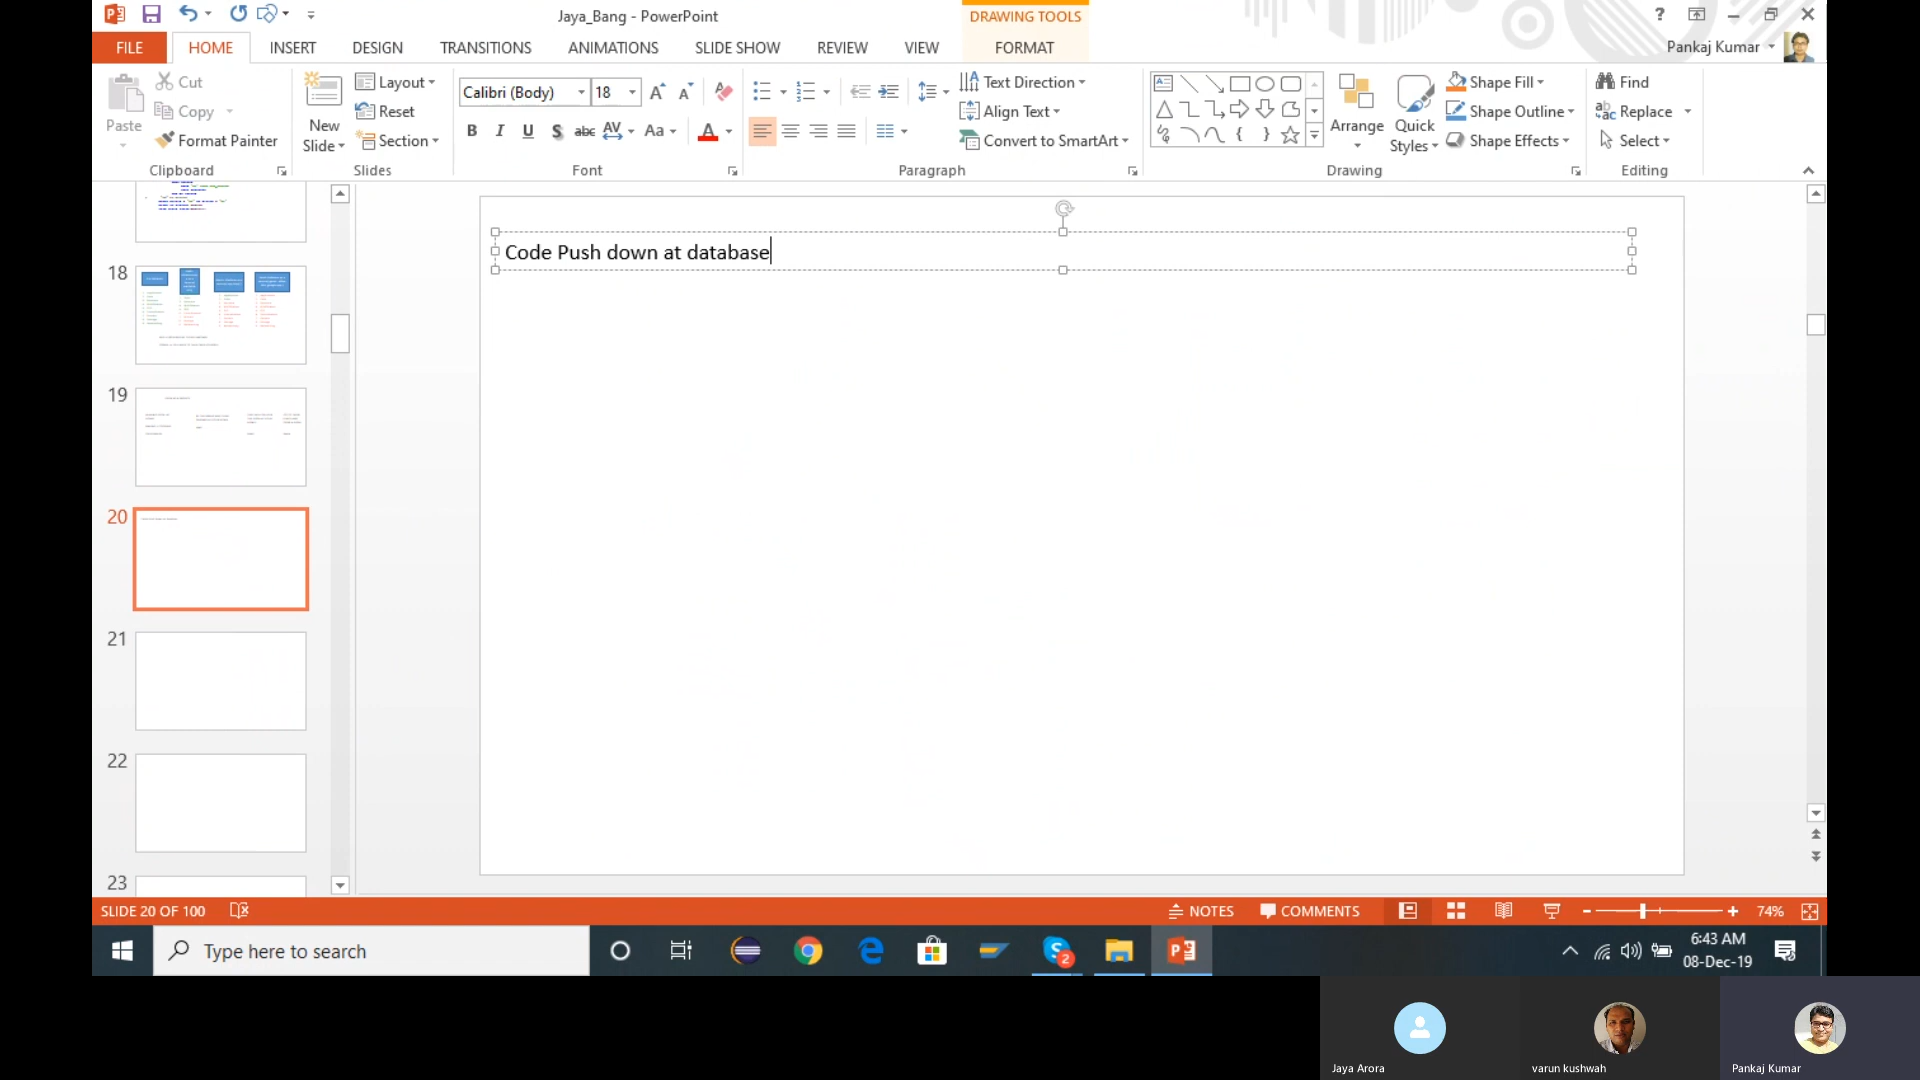 Jaya_Bang - PowerPoint
DRAWING TOOLS
?
FILE
HOME
INSERT
DESIGN
TRANSITIONS
ANIMATIONS
SLIDE SHOW
REVIEW
VIEW
FORMAT
Pankaj Kumar
Paste
Cut
Copy
Format Painter
Clipboard
New
Slide
Layout
Reset
Section
Slides
Calibri (Body)
18
B I U S abc AV Aa A
Font
Text Direction
Align Text
Convert to SmartArt
Paragraph
Arrange
Quick
Styles
Shape Fill
Shape Outline
Shape Effects
Drawing
Find
Replace
Select
Editing
18
19
20
21
22
23
Code Push down at database
SLIDE 20 OF 100
NOTES
COMMENTS
74%
Type here to search
2
6:43 AM
08-Dec-19
Jaya Arora
varun kushwah
Pankaj Kumar